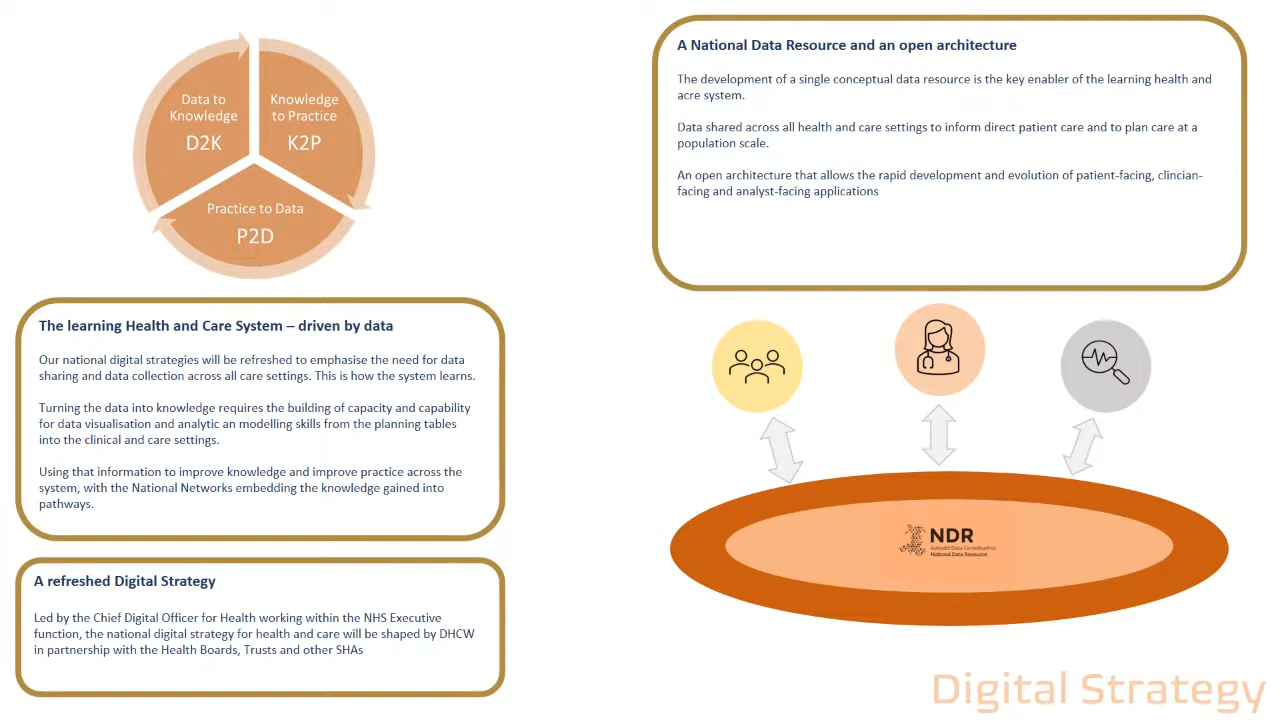 Data to
Knowledge
D2K
Knowledge
to Practice
K2P
Practice to Data
P2D
The learning Health and Care System – driven by data
Our national digital strategies will be refreshed to emphasise the need for data
sharing and data collection across all care settings. This is how the system learns.
Turning the data into knowledge requires the building of capacity and capability
for data visualisation and analytic an modelling skills from the planning tables
into the clinical and care settings.
Using that information to improve knowledge and improve practice across the
system, with the National Networks embedding the knowledge gained into
pathways.
A refreshed Digital Strategy
Led by the Chief Digital Officer for Health working within the NHS Executive
function, the national digital strategy for health and care will be shaped by DHCW
in partnership with the Health Boards, Trusts and other SHAs
A National Data Resource and an open architecture
The development of a single conceptual data resource is the key enabler of the learning health and
acre system.
Data shared across all health and care settings to inform direct patient care and to plan care at a
population scale.
An open architecture that allows the rapid development and evolution of patient-facing, clincian-
facing and analyst-facing applications
NDR
Adnodd Data Cenedlaethol
National Data Resource
Digital Strategy